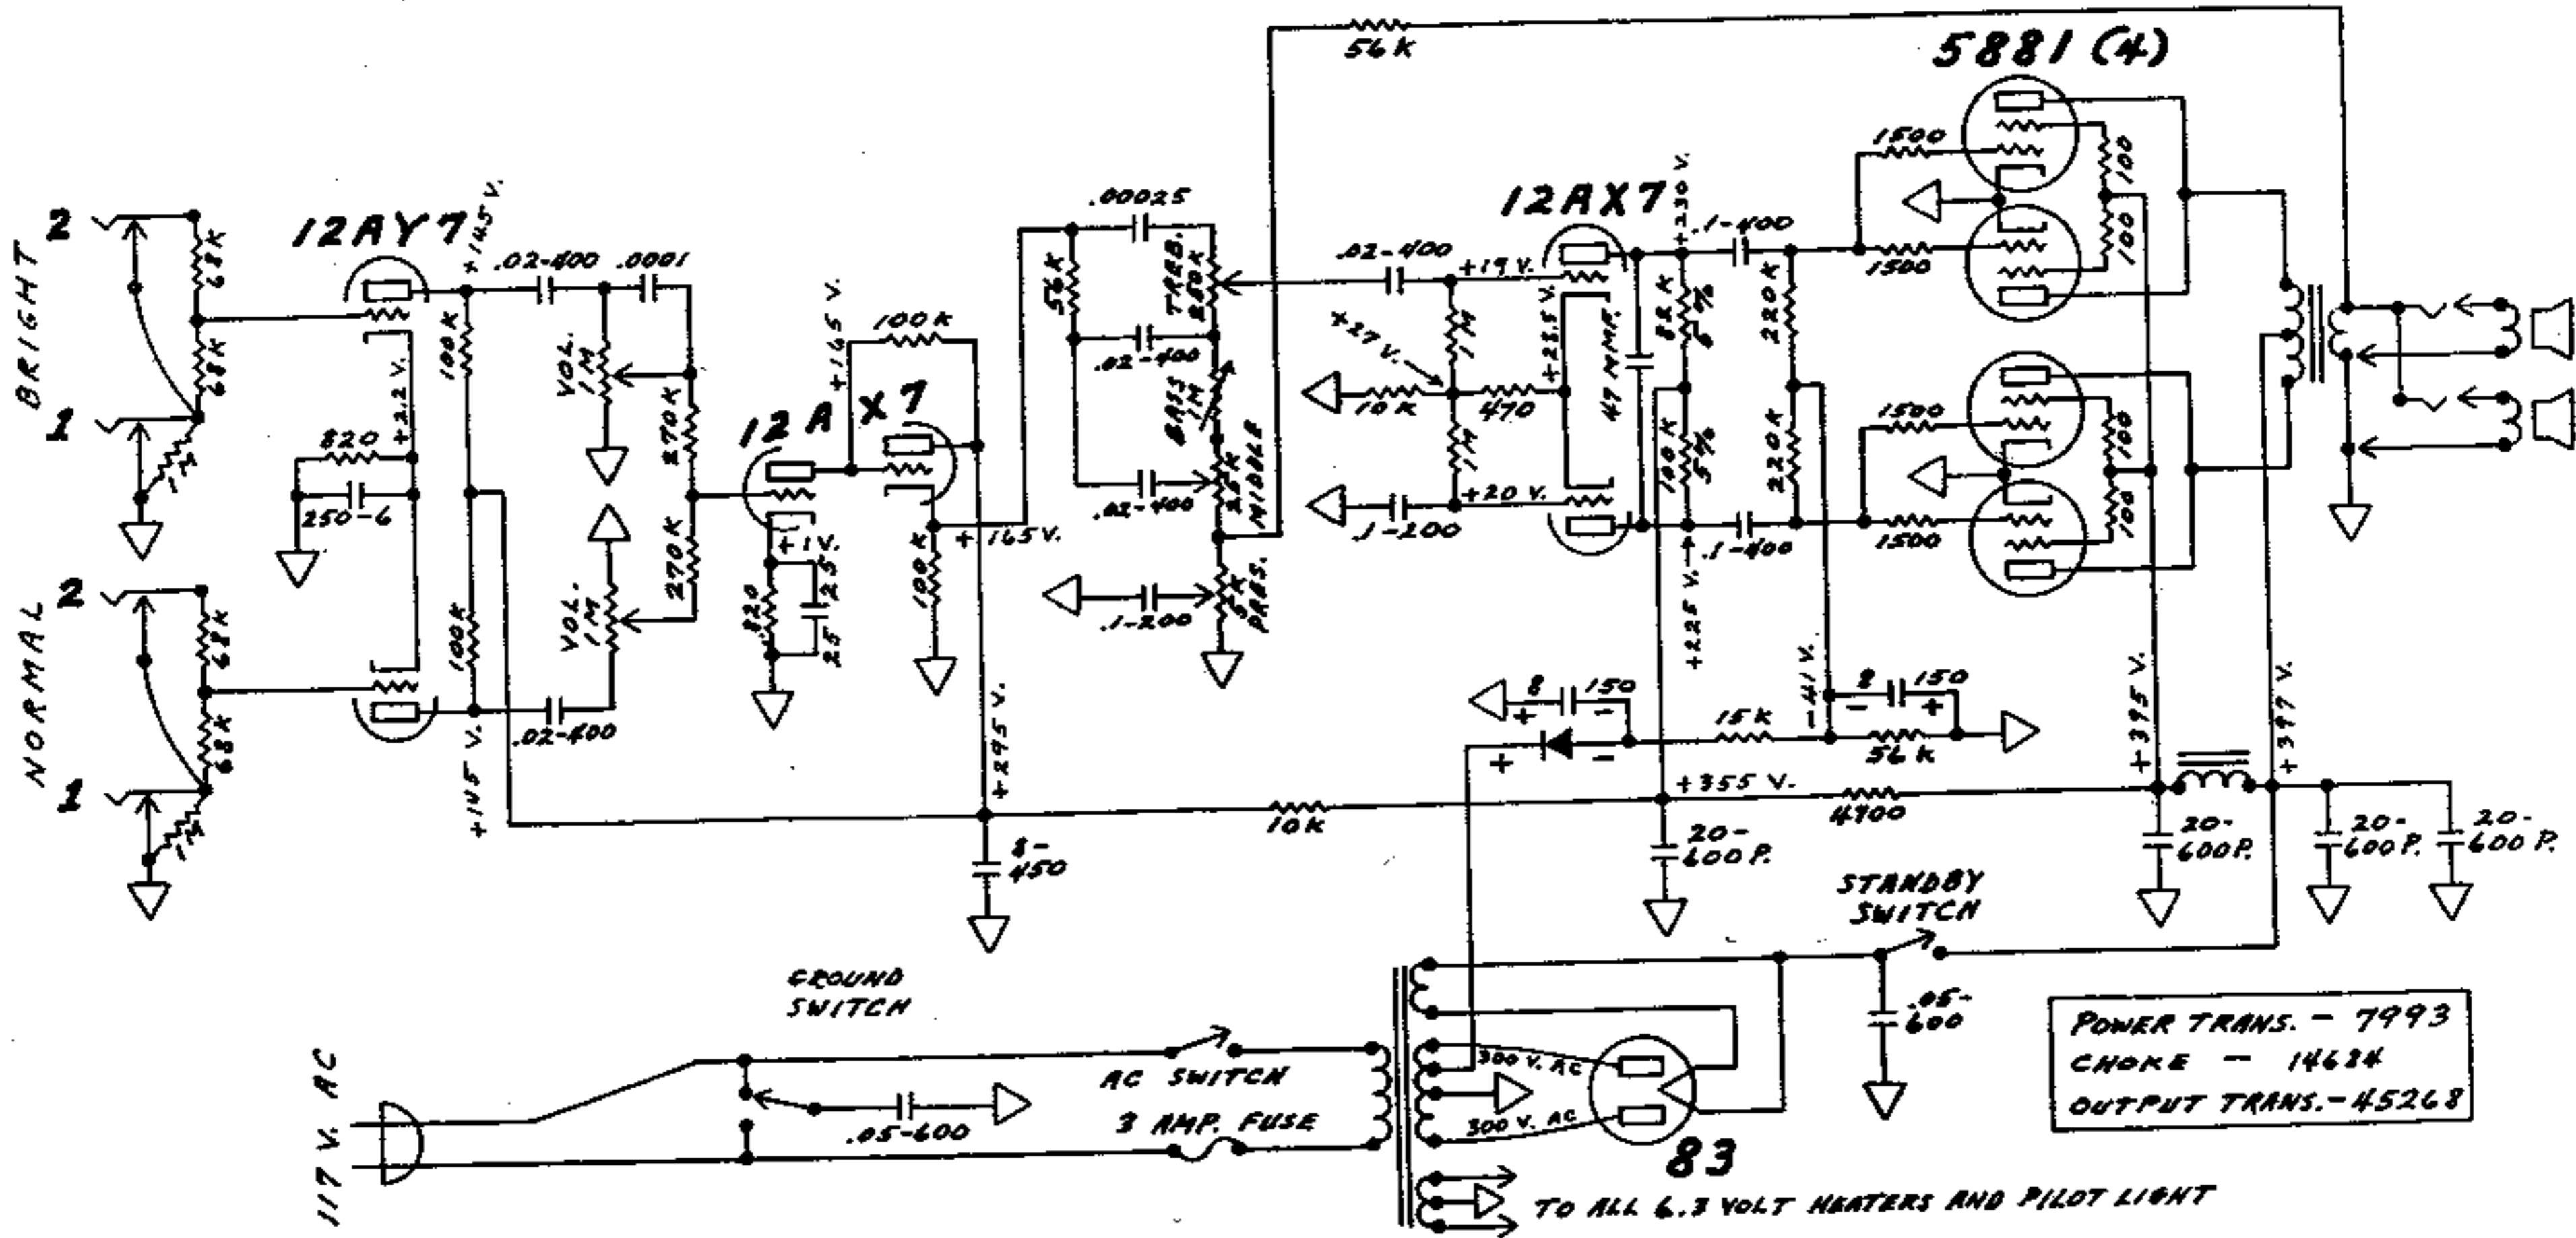 56K
5881 (4)
BRIGHT
2
68K
68K
1
1M
12AY7
+145 V.
.02-400
.0001
100K
VOL.
1M
+2.2 V.
820
250-6
270K
12AX7
+165 V.
100K
.00025
56K
TREB.
250K
.02-400
BASS
1M
.02-400
25K
MIDDLE
5K
PRES.
.1-200
+1V.
820
25
25
100K
+165 V.
.02-400
+19 V.
12AX7
+230 V.
.1-400
+27 V.
1M
10K
470
+28.5 V.
47 MMF.
82K
5%
100K
5%
220K
220K
1M
+20 V.
.1-200
+225 V.
.1-400
1500
1500
100
100
1500
1500
100
100
NORMAL
2
68K
68K
1
1M
100K
+145 V.
.02-400
VOL.
1M
270K
+295 V.
8-
450
10K
8
150
+
-
+
-
15K
-41 V.
8
150
-
+
56K
+355 V.
4700
+395 V.
+397 V.
20-
600 P.
20-
600P.
20-
600 P.
20-
600 P.
STANDBY
SWITCH
.05-
600
GROUND
SWITCH
117 V. AC
.05-600
AC SWITCH
3 AMP. FUSE
300 V. AC
300 V. AC
83
TO ALL 6.3 VOLT HEATERS AND PILOT LIGHT
POWER TRANS. - 7993
CHOKE - 14684
OUTPUT TRANS. - 45268